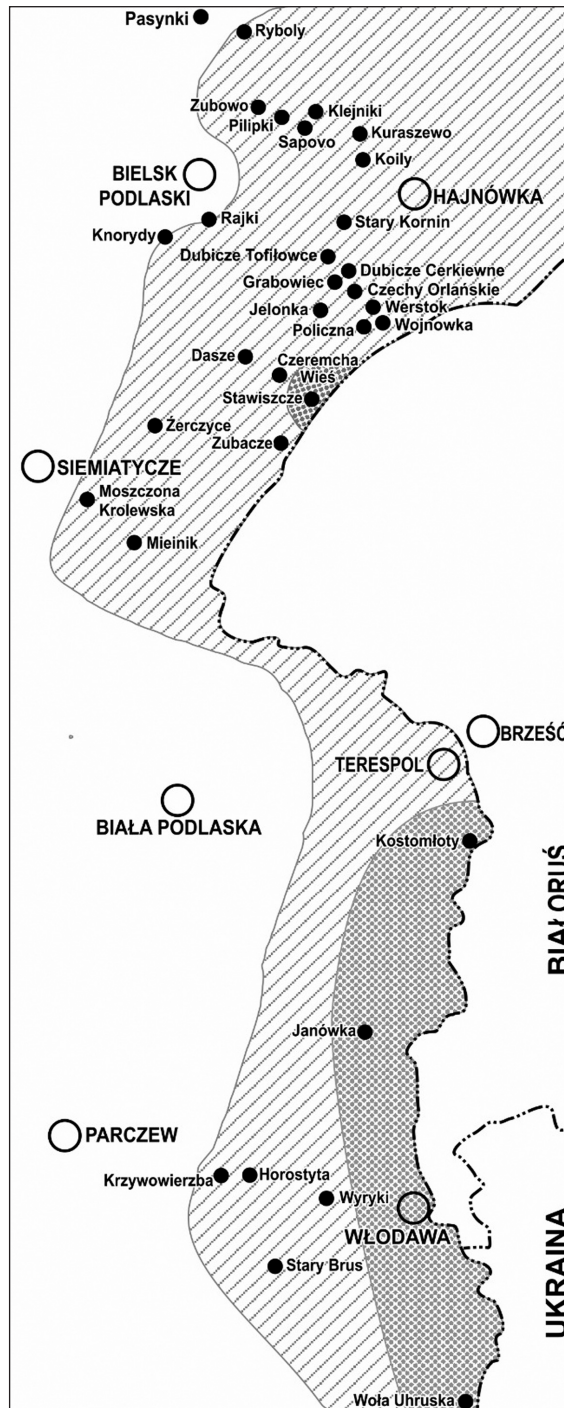 Pasynki
Ryboly
Zubowo
Klejniki
Pilipki
Sapovo
Kuraszewo
Koily
BIELSK
PODLASKI
HAJNÓWKA
Rajki
Stary Kornin
Knorydy
Dubicze Tofiłowce
Dubicze Cerkiewne
Grabowiec
Czechy Orlańskie
Jelonka
Werstok
Policzna
Wojnowka
Dasze
Czeremcha
Wieś
Stawiszcze
Żerczyce
Zubacze
SIEMIATYCZE
Moszczona
Krolewska
Mieinik
BRZEŚĆ
TERESPOL
BIAŁA PODLASKA
Kostomłoty
BIAŁORUŚ
Janówka
PARCZEW
Krzywowierzba
Horostyta
Wyryki
WŁODAWA
UKRAINA
Stary Brus
Woła Uhruska